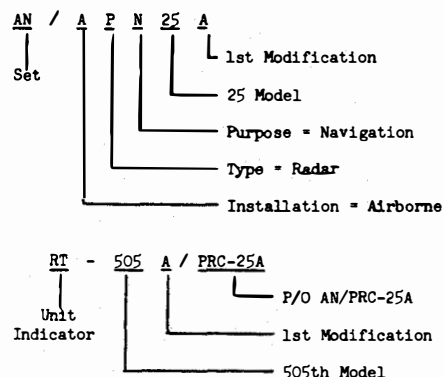 AN / A P N 25 A
1st Modification
Set
25 Model
Purpose = Navigation
Type = Radar
Installation = Airborne
RT - 505 A / PRC-25A
P/O AN/PRC-25A
Unit
Indicator
1st Modification
505th Model